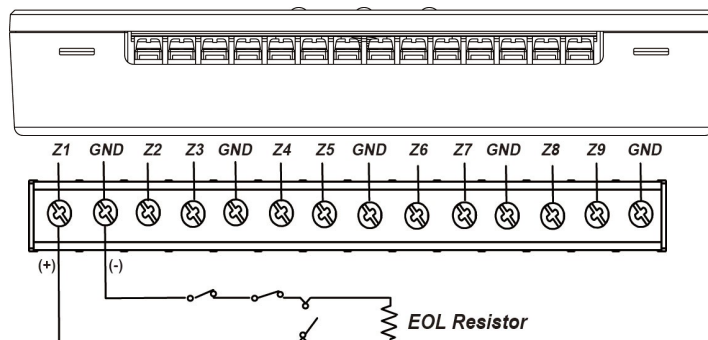 Z1 GND Z2 Z3 GND Z4 Z5 GND Z6 Z7 GND Z8 Z9 GND
(+) (-)
EOL Resistor